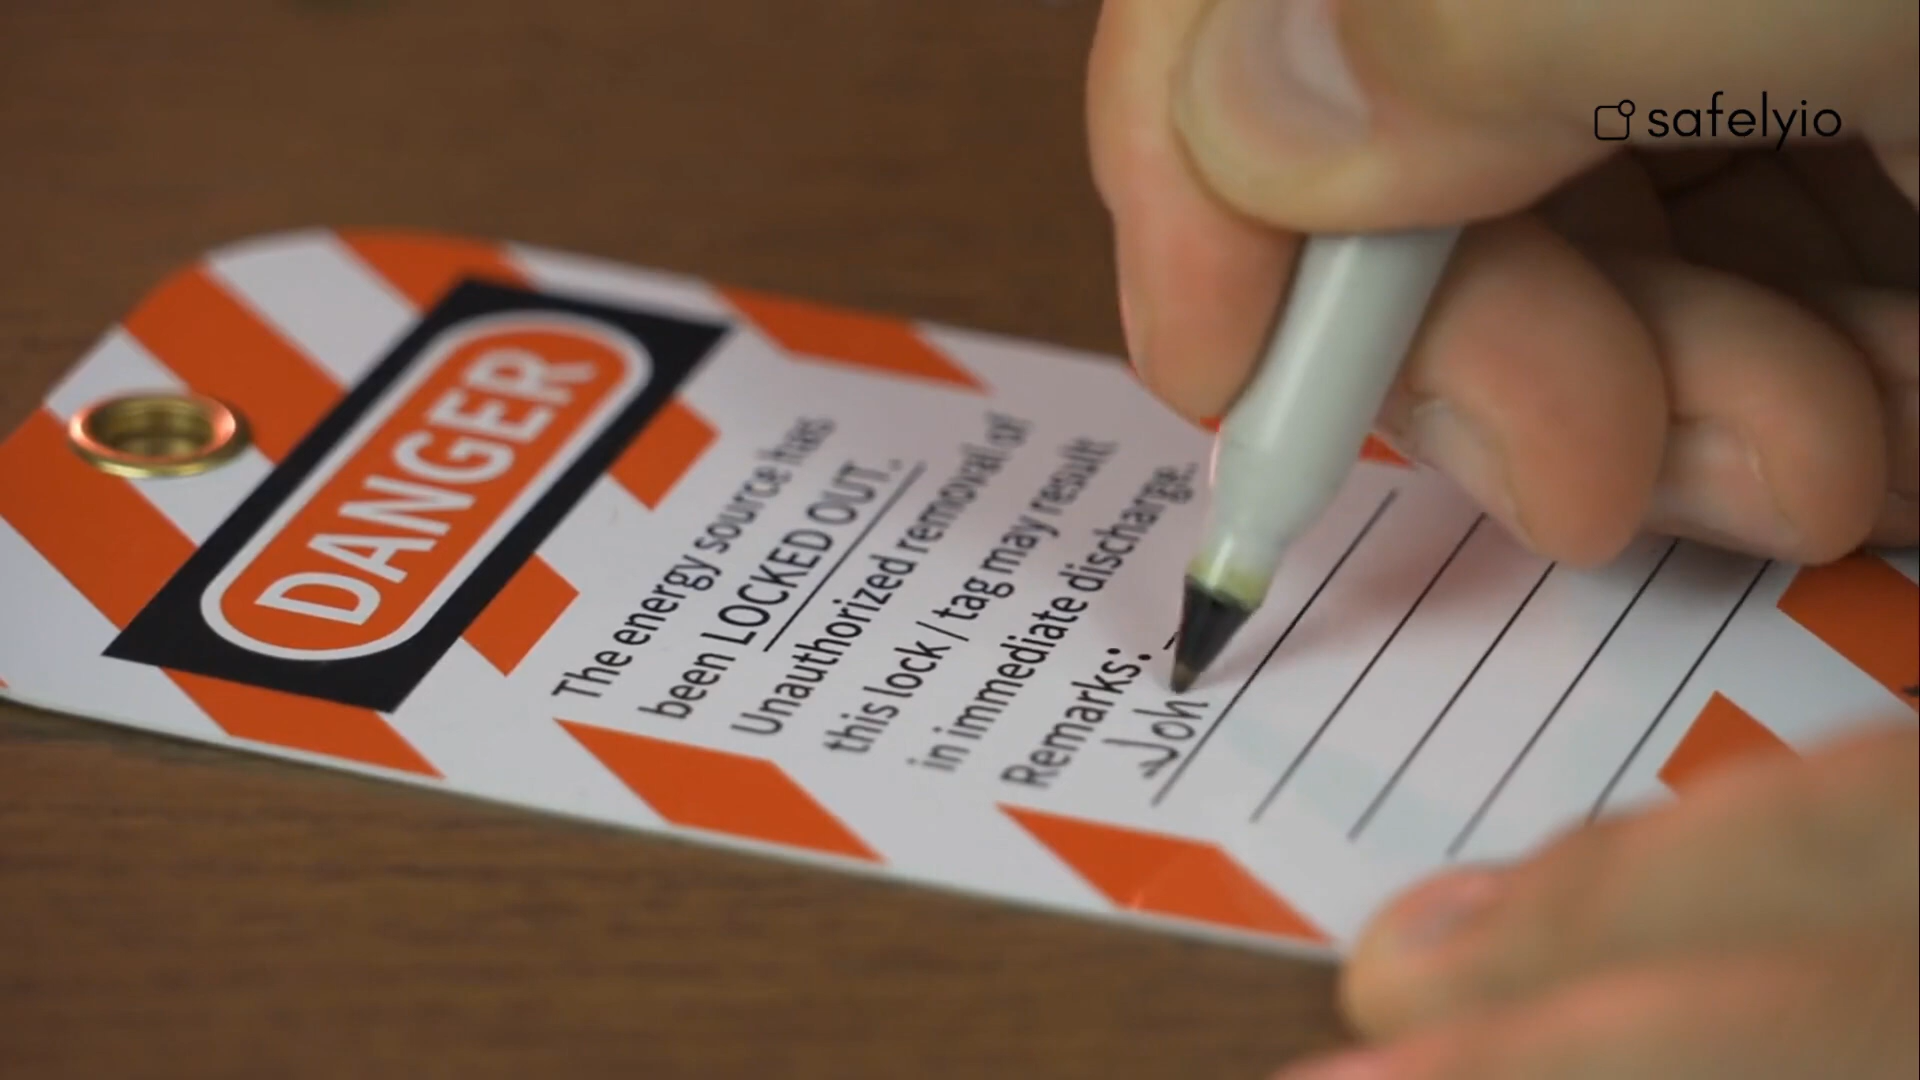 safelyio
DANGER
The energy source has
been LOCKED OUT.
Unauthorized removal of
this lock / tag may result
in immediate discharge.
Remarks:
Joh